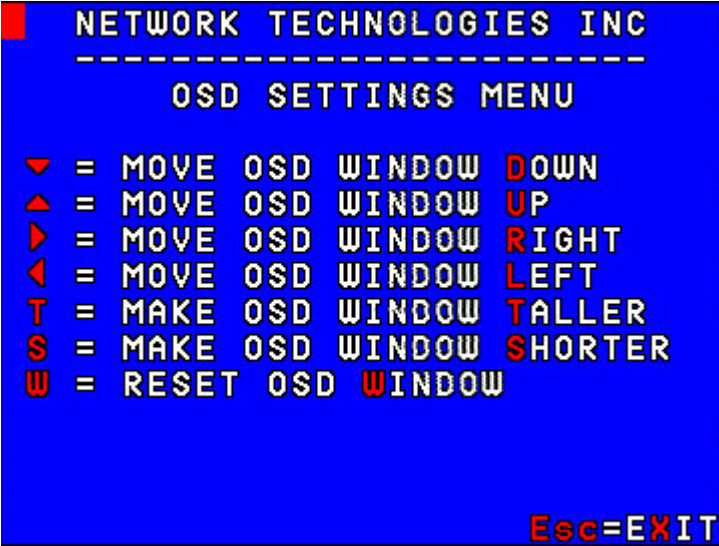 NETWORK TECHNOLOGIES INC
------------------------
OSD SETTINGS MENU
▼ = MOVE OSD WINDOW DOWN
▲ = MOVE OSD WINDOW UP
▶ = MOVE OSD WINDOW RIGHT
◀ = MOVE OSD WINDOW LEFT
T = MAKE OSD WINDOW TALLER
S = MAKE OSD WINDOW SHORTER
W = RESET OSD WINDOW
Esc=EXIT